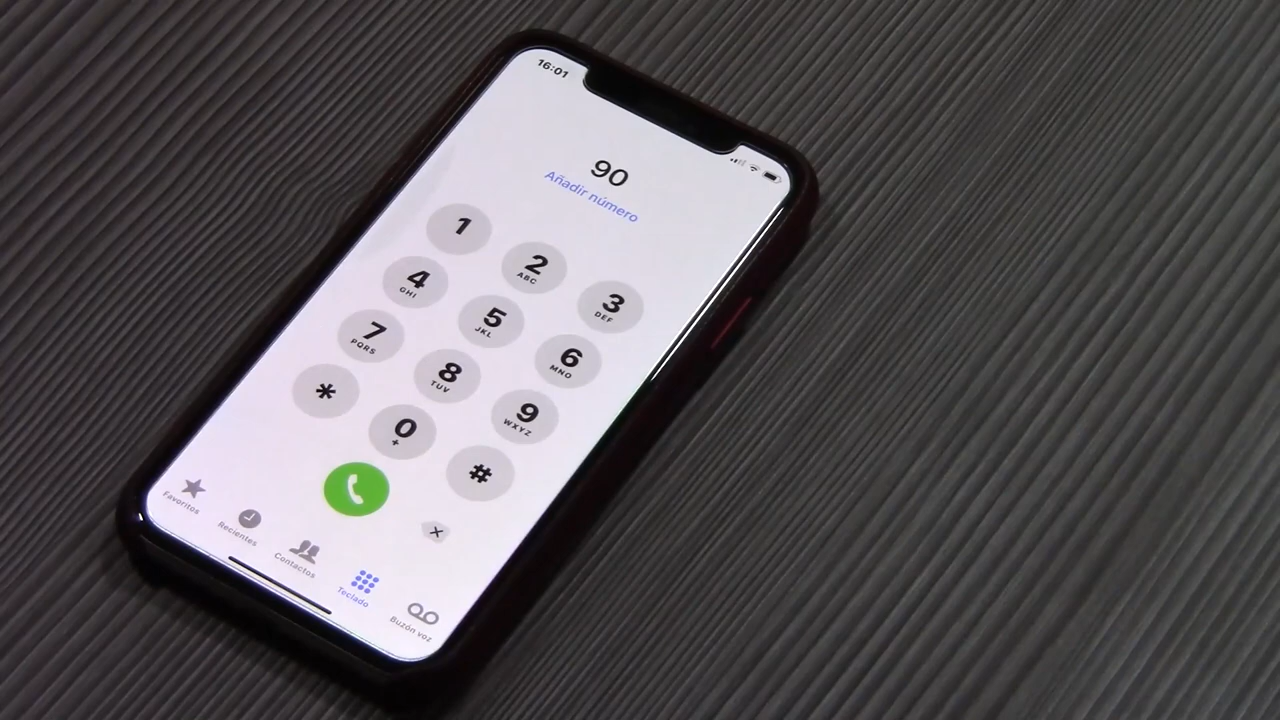 16:01
90
Añadir número
1
2
ABC
3
DEF
4
GHI
5
JKL
6
MNO
7
PQRS
8
TUV
9
WXYZ
*
0
+
#
Favoritos
Recientes
Contactos
Teclado
Buzón voz